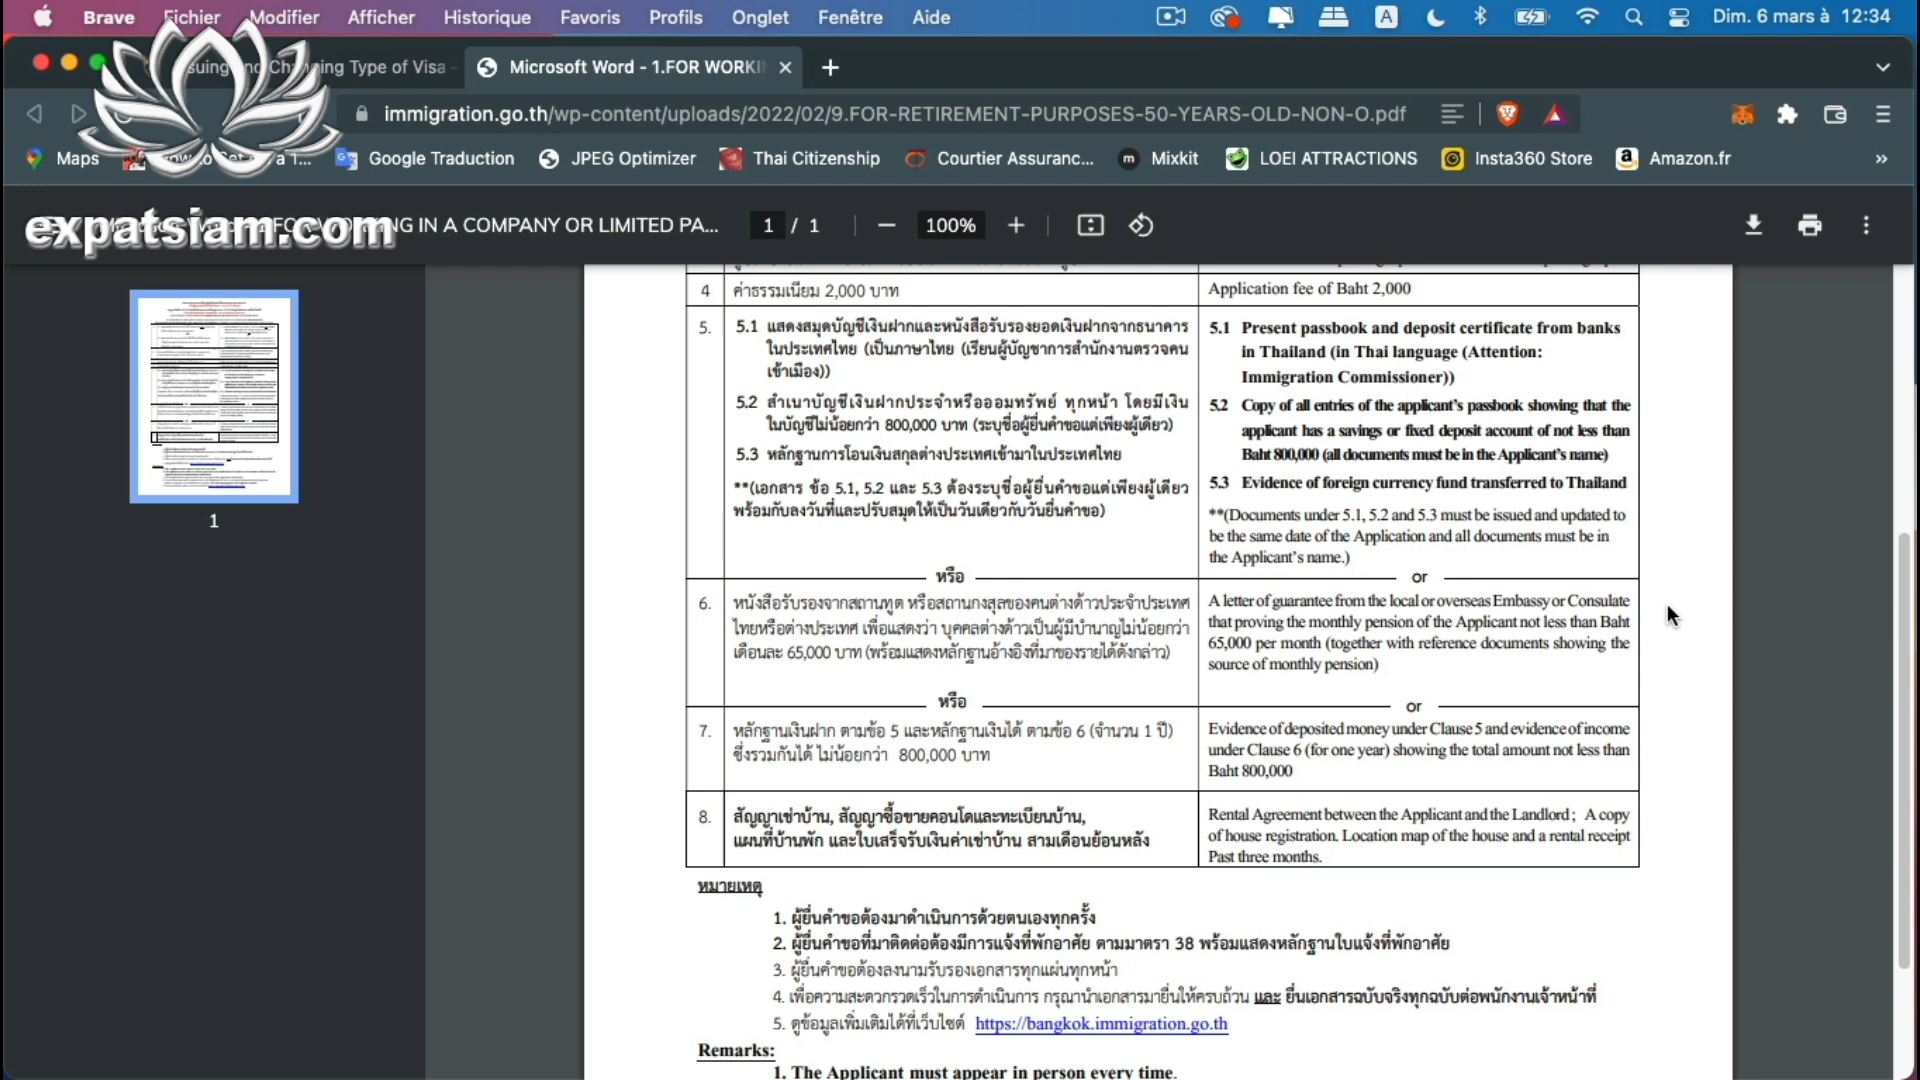 Brave Fichier Modifier Afficher Historique Favoris Profils Onglet Fenêtre Aide A Dim. 6 mars à 12:34
suing and Changing Type of Visa - Microsoft Word - 1.FOR WORKI
immigration.go.th/wp-content/uploads/2022/02/9.FOR-RETIREMENT-PURPOSES-50-YEARS-OLD-NON-O.pdf
Maps Google Traduction JPEG Optimizer Thai Citizenship Courtier Assuranc... m Mixkit LOEI ATTRACTIONS Insta360 Store Amazon.fr »
expatsiam.com
NG IN A COMPANY OR LIMITED PA... 1 / 1 100%
1
4 ค่าธรรมเนียม 2,000 บาท
Application fee of Baht 2,000
5. 5.1 แสดงสมุดบัญชีเงินฝากและหนังสือรับรองยอดเงินฝากจากธนาคาร
ในประเทศไทย (เป็นภาษาไทย (เรียนผู้บัญชาการสำนักงานตรวจคน
เข้าเมือง))
5.2 สำเนาบัญชีเงินฝากประจำหรือออมทรัพย์ ทุกหน้า โดยมีเงิน
ในบัญชีไม่น้อยกว่า 800,000 บาท (ระบุชื่อผู้ยื่นคำขอแต่เพียงผู้เดียว)
5.3 หลักฐานการโอนเงินสกุลต่างประเทศเข้ามาในประเทศไทย
**(เอกสาร ข้อ 5.1, 5.2 และ 5.3 ต้องระบุชื่อผู้ยื่นคำขอแต่เพียงผู้เดียว
พร้อมกับลงวันที่และปรับสมุดให้เป็นวันเดียวกับวันยื่นคำขอ)
5.1 Present passbook and deposit certificate from banks
in Thailand (in Thai language (Attention:
Immigration Commissioner))
5.2 Copy of all entries of the applicant's passbook showing that the
applicant has a savings or fixed deposit account of not less than
Baht 800,000 (all documents must be in the Applicant's name)
5.3 Evidence of foreign currency fund transferred to Thailand
**(Documents under 5.1, 5.2 and 5.3 must be issued and updated to
be the same date of the Application and all documents must be in
the Applicant's name.)
หรือ
or
6. หนังสือรับรองจากสถานทูต หรือสถานกงสุลของคนต่างด้าวประจำประเทศ
ไทยหรือต่างประเทศ เพื่อแสดงว่า บุคคลต่างด้าวเป็นผู้มีบำนาญไม่น้อยกว่า
เดือนละ 65,000 บาท (พร้อมแสดงหลักฐานอ้างอิงที่มาของรายได้ดังกล่าว)
A letter of guarantee from the local or overseas Embassy or Consulate
that proving the monthly pension of the Applicant not less than Baht
65,000 per month (together with reference documents showing the
source of monthly pension)
หรือ
or
7. หลักฐานเงินฝาก ตามข้อ 5 และหลักฐานเงินได้ ตามข้อ 6 (จำนวน 1 ปี)
ซึ่งรวมกันได้ ไม่น้อยกว่า 800,000 บาท
Evidence of deposited money under Clause 5 and evidence of income
under Clause 6 (for one year) showing the total amount not less than
Baht 800,000
8. สัญญาเช่าบ้าน, สัญญาซื้อขายคอนโดและทะเบียนบ้าน,
แผนที่บ้านพัก และใบเสร็จรับเงินค่าเช่าบ้าน สามเดือนย้อนหลัง
Rental Agreement between the Applicant and the Landlord; A copy
of house registration. Location map of the house and a rental receipt
Past three months.
หมายเหตุ
1. ผู้ยื่นคำขอต้องมาดำเนินการด้วยตนเองทุกครั้ง
2. ผู้ยื่นคำขอที่มาติดต่อต้องมีการแจ้งที่พักอาศัย ตามมาตรา 38 พร้อมแสดงหลักฐานใบแจ้งที่พักอาศัย
3. ผู้ยื่นคำขอต้องลงนามรับรองเอกสารทุกแผ่นทุกหน้า
4. เพื่อความสะดวกรวดเร็วในการดำเนินการ กรุณานำเอกสารมายื่นให้ครบถ้วน และ ยื่นเอกสารฉบับจริงทุกฉบับต่อพนักงานเจ้าหน้าที่
5. ดูข้อมูลเพิ่มเติมได้ที่เว็บไซต์ https://bangkok.immigration.go.th
Remarks:
1. The Applicant must appear in person every time.